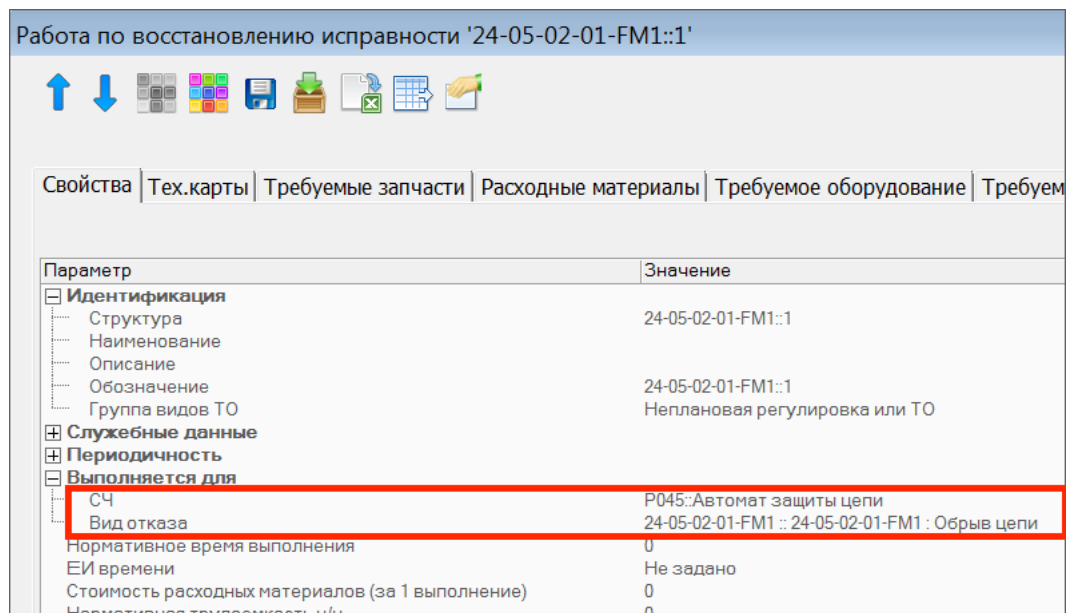 Работа по восстановлению исправности '24-05-02-01-FM1::1'
Свойства Тех.карты Требуемые запчасти Расходные материалы Требуемое оборудование Требуем
Параметр Значение
Идентификация
Структура 24-05-02-01-FM1::1
Наименование
Описание
Обозначение 24-05-02-01-FM1::1
Группа видов ТО Неплановая регулировка или ТО
Служебные данные
Периодичность
Выполняется для
СЧ P045::Автомат защиты цепи
Вид отказа 24-05-02-01-FM1 :: 24-05-02-01-FM1 : Обрыв цепи
Нормативное время выполнения 0
ЕИ времени Не задано
Стоимость расходных материалов (за 1 выполнение) 0